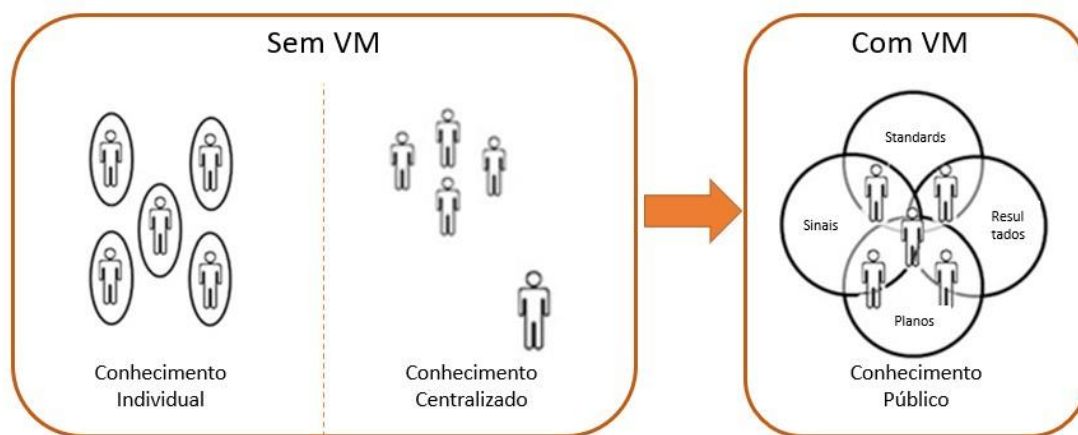 Sem VM
Conhecimento
Individual
Conhecimento
Centralizado
Com VM
Standards
Sinais
Resul
tados
Planos
Conhecimento
Público